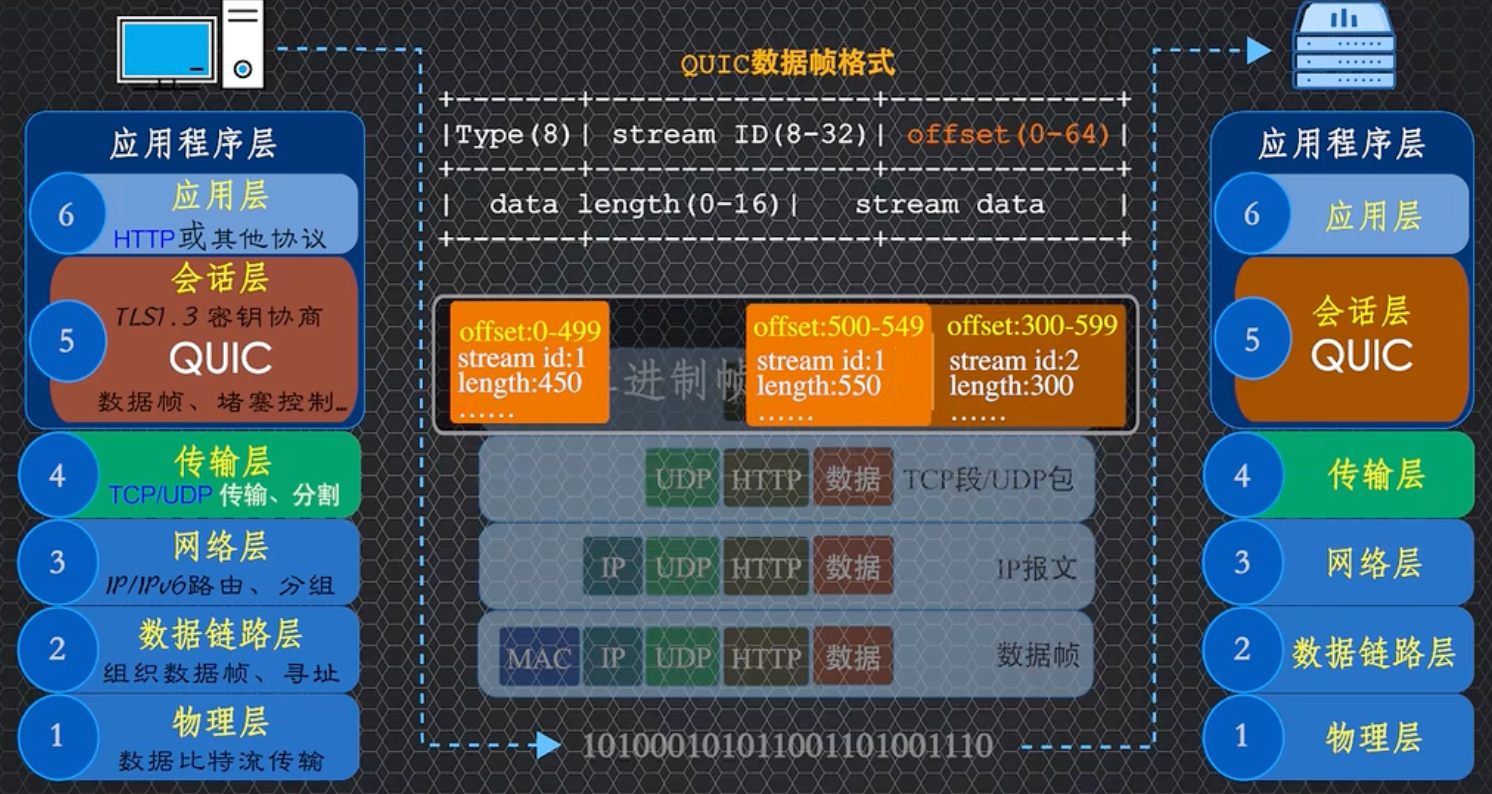 QUIC数据帧格式
+------+------------+----------+
|Type(8)| stream ID(8-32)| offset(0-64)|
+------+------------+----------+
| data length(0-16)| stream data |
+------+------------+----------+
应用程序层
6
应用层
HTTP或其他协议
会话层
TLS1.3密钥协商
5
QUIC
数据帧、堵塞控制…
4
传输层
TCP/UDP 传输、分割
3
网络层
IP/IPv6路由、分组
2
数据链路层
组织数据帧、寻址
1
物理层
数据比特流传输
offset:0-499
stream id:1
length:450
......
二进制帧
offset:500-549
stream id:1
length:550
......
offset:300-599
stream id:2
length:300
......
UDP HTTP 数据 TCP段/UDP包
IP UDP HTTP 数据 IP报文
MAC IP UDP HTTP 数据 数据帧
1010001010110011010011​10
应用程序层
6
应用层
会话层
5
QUIC
4
传输层
3
网络层
2
数据链路层
1
物理层